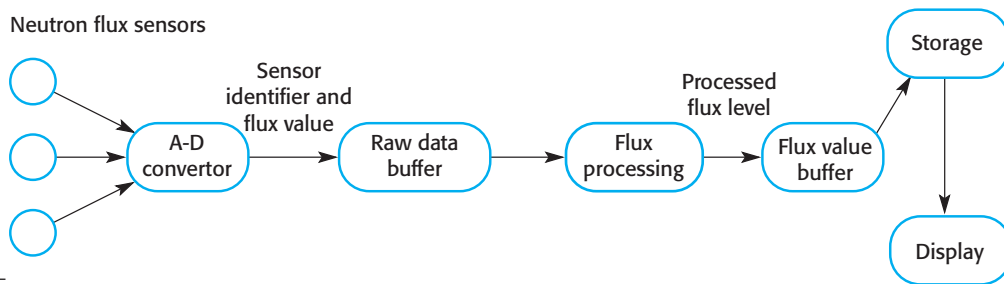 Neutron flux sensors
Sensor
identifier and
flux value
A-D
convertor
Raw data
buffer
Flux
processing
Processed
flux level
Flux value
buffer
Storage
Display